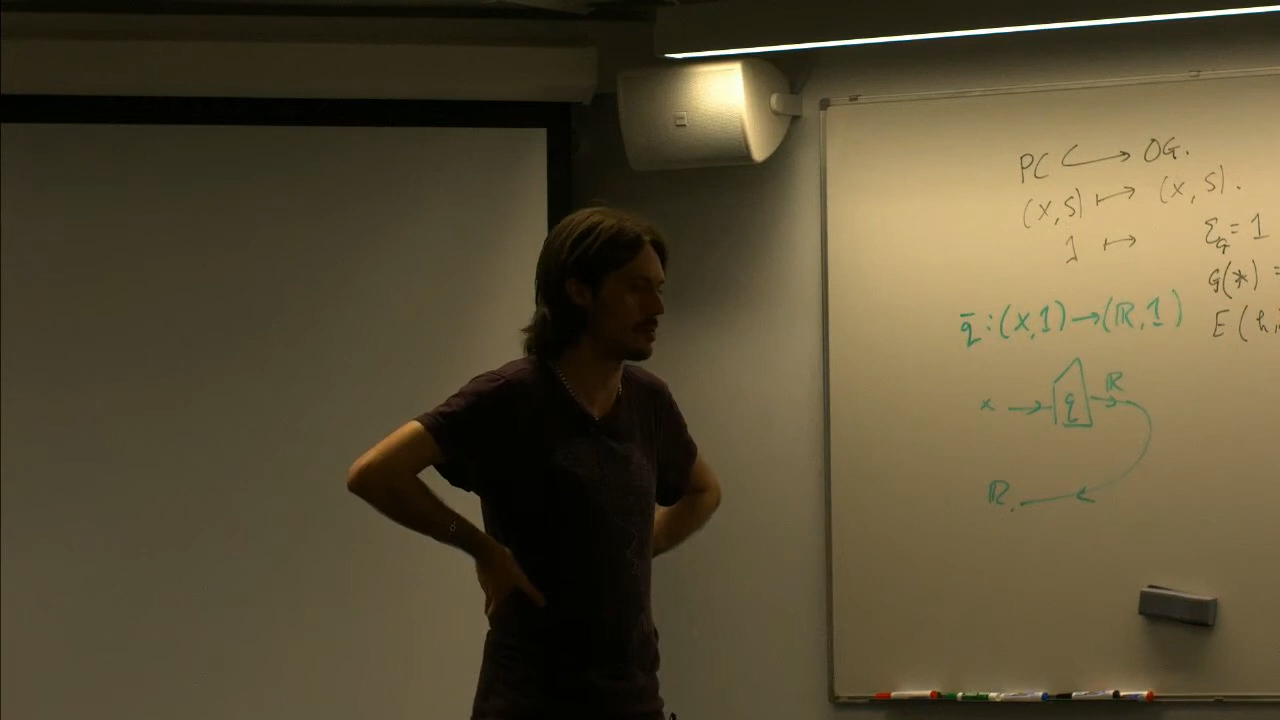 PC ↪ OG.
(X,S) ↦ (X,S).
1 ↦ Σ_G = 1
G(*) =
q̄ : (X,1) → (ℝ,1)
E(h,
x → q → ℝ
ℝ.